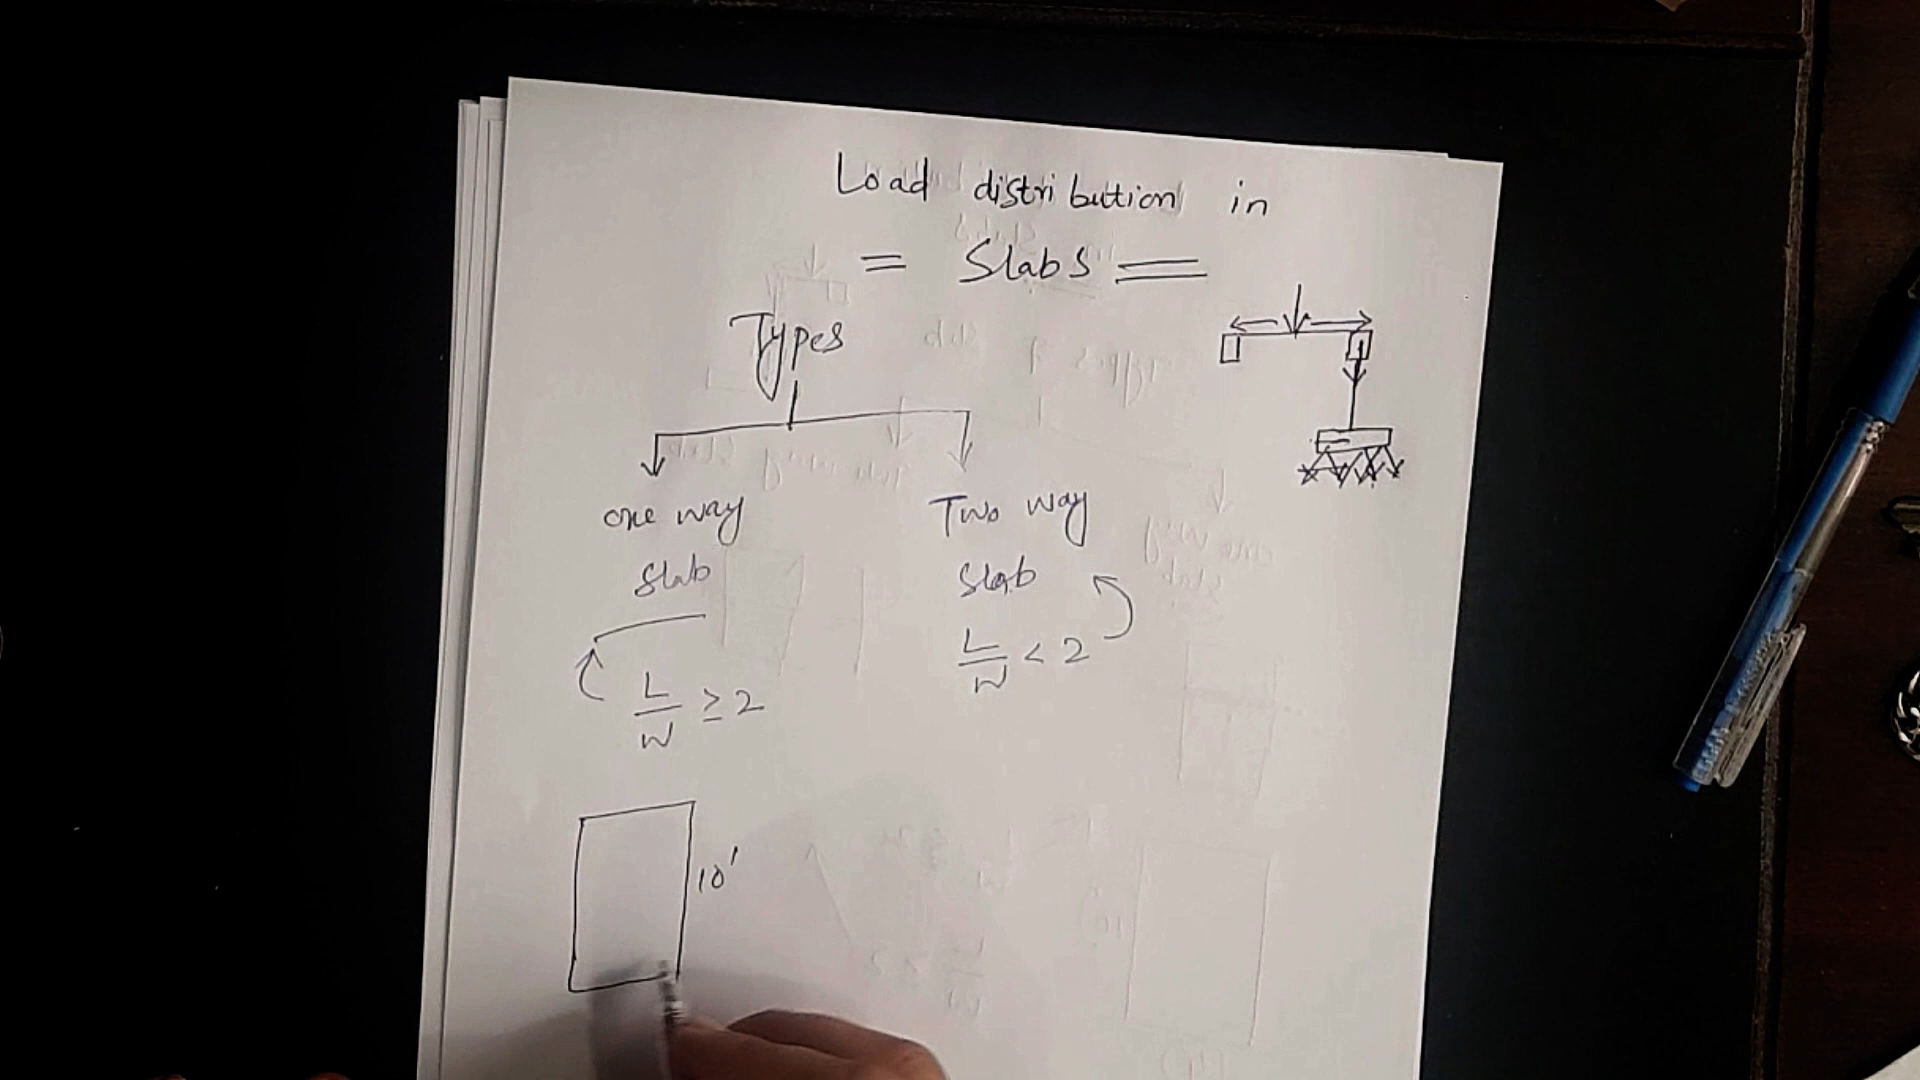 Load distribution in
= Slabs =
Types
one way
slab
L/W ≥ 2
Two way
slab
L/W < 2
10'